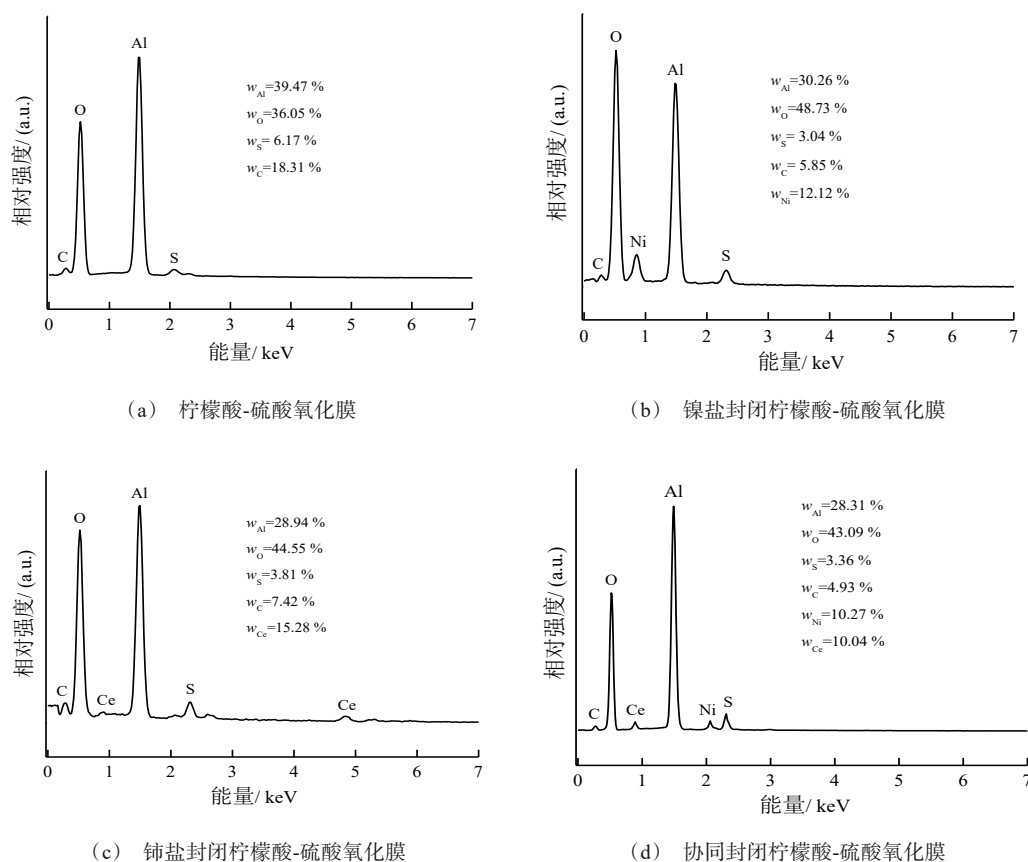 相对强度/ (a.u.)
C
O
Al
S
w_Al=39.47 %
w_O=36.05 %
w_S= 6.17 %
w_C=18.31 %
0 1 2 3 4 5 6 7
能量/ keV
(a) 柠檬酸-硫酸氧化膜
相对强度/ (a.u.)
C
O
Ni
Al
S
w_Al=30.26 %
w_O=48.73 %
w_S= 3.04 %
w_C= 5.85 %
w_Ni=12.12 %
0 1 2 3 4 5 6 7
能量/ keV
(b) 镍盐封闭柠檬酸-硫酸氧化膜
相对强度/ (a.u.)
C
O
Ce
Al
S
Ce
w_Al=28.94 %
w_O=44.55 %
w_S=3.81 %
w_C=7.42 %
w_Ce=15.28 %
0 1 2 3 4 5 6 7
能量/ keV
(c) 铈盐封闭柠檬酸-硫酸氧化膜
相对强度/ (a.u.)
C
O
Ce
Al
Ni
S
w_Al=28.31 %
w_O=43.09 %
w_S=3.36 %
w_C=4.93 %
w_Ni=10.27 %
w_Ce=10.04 %
0 1 2 3 4 5 6 7
能量/ keV
(d) 协同封闭柠檬酸-硫酸氧化膜